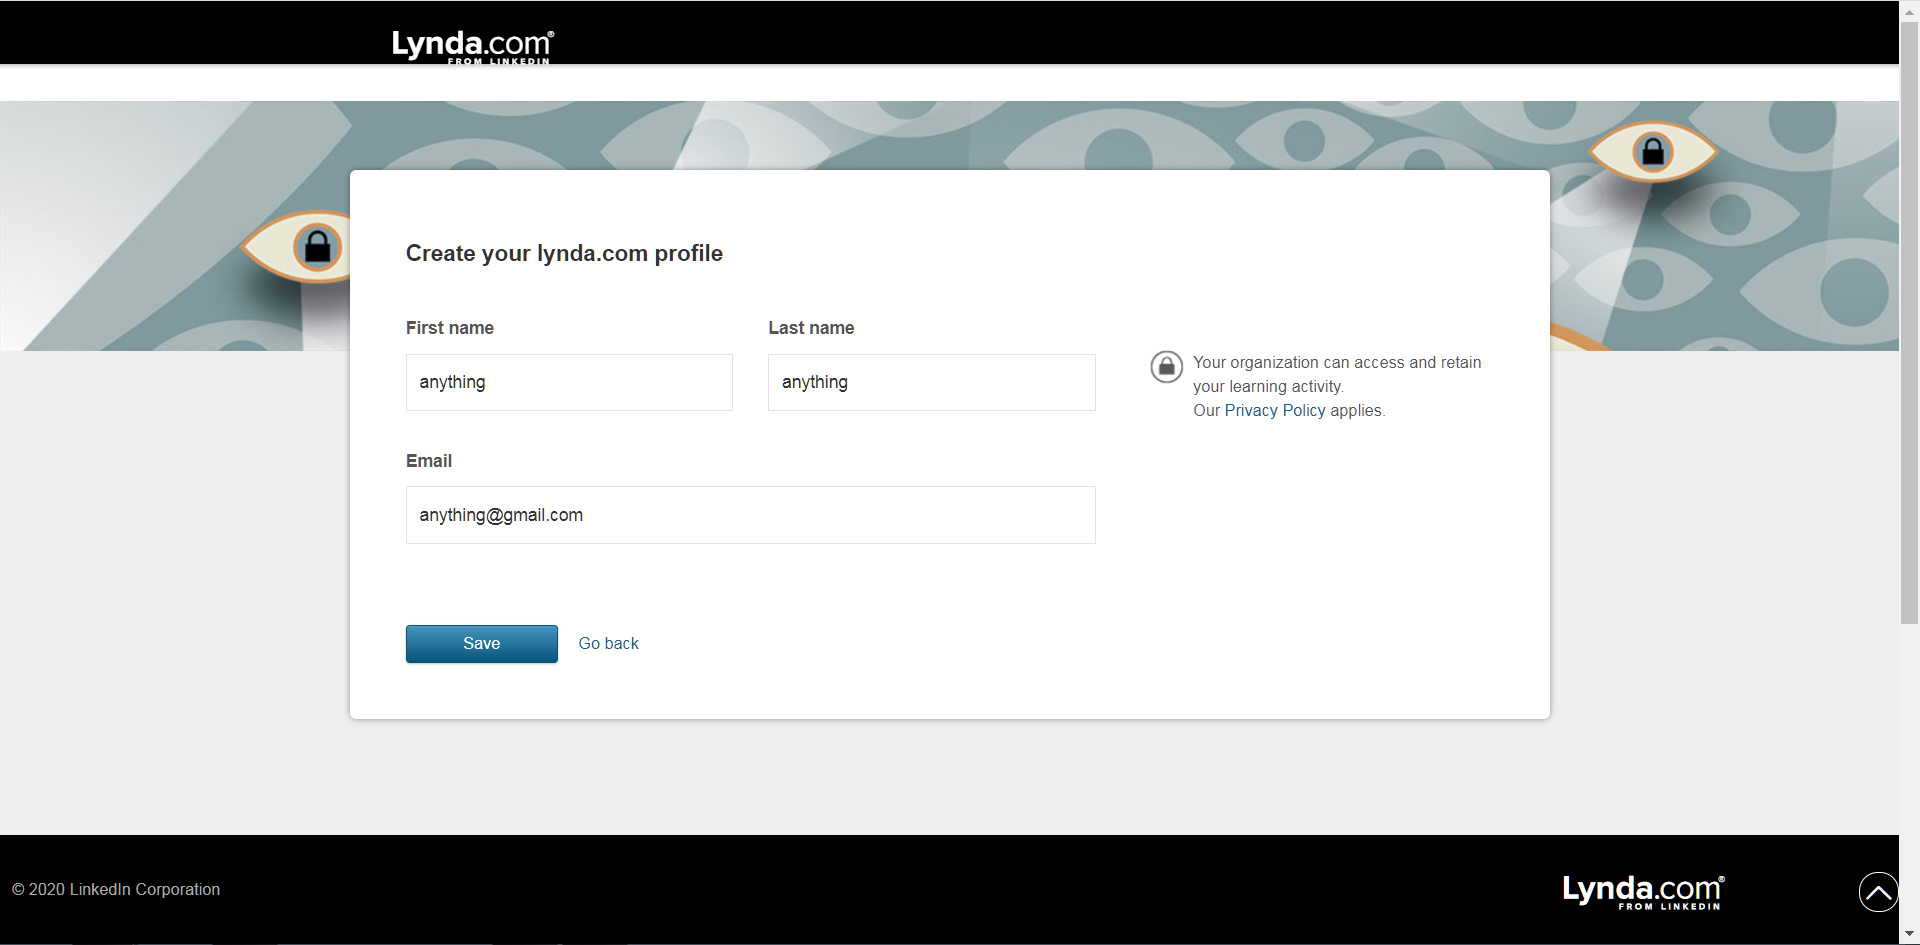 Lynda.com®
FROM LINKEDIN
Create your lynda.com profile
First name
Last name
anything
anything
Your organization can access and retain
your learning activity.
Our Privacy Policy applies.
Email
anything@gmail.com
Save
Go back
© 2020 LinkedIn Corporation
Lynda.com®
FROM LINKEDIN